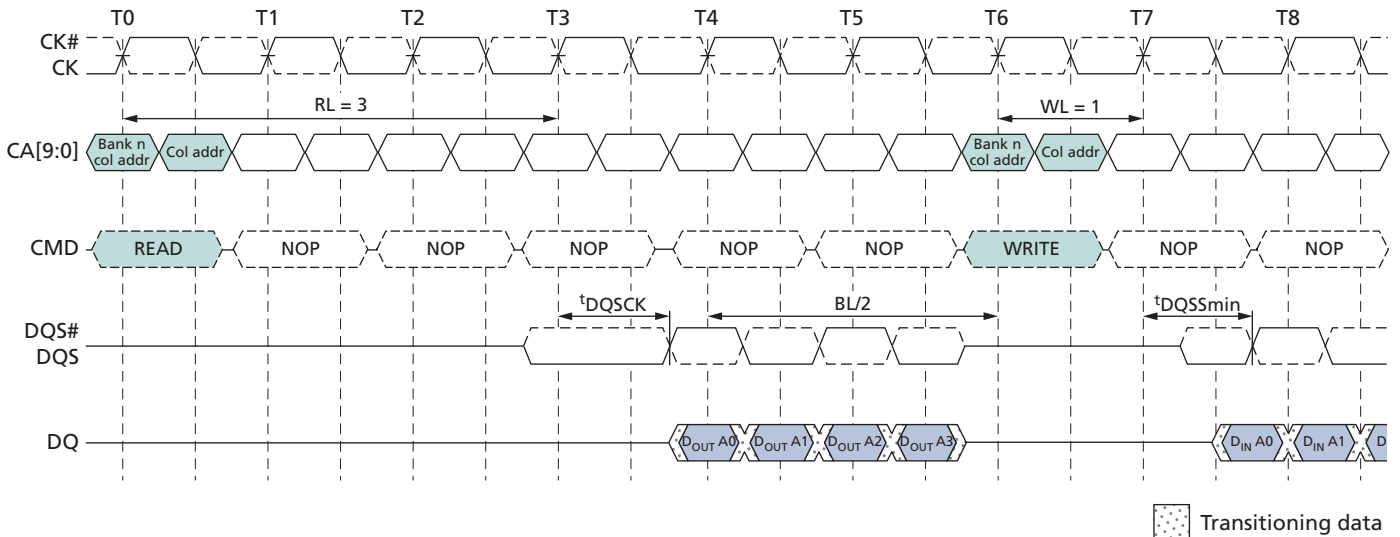 T0 T1 T2 T3 T4 T5 T6 T7 T8
CK#
CK
RL = 3 WL = 1
CA[9:0] Bank n col addr Col addr Bank n col addr Col addr
CMD READ NOP NOP NOP NOP NOP WRITE NOP NOP
tDQSCK BL/2 tDQSSmin
DQS#
DQS
DQ DOUT A0 DOUT A1 DOUT A2 DOUT A3 DIN A0 DIN A1 D
Transitioning data